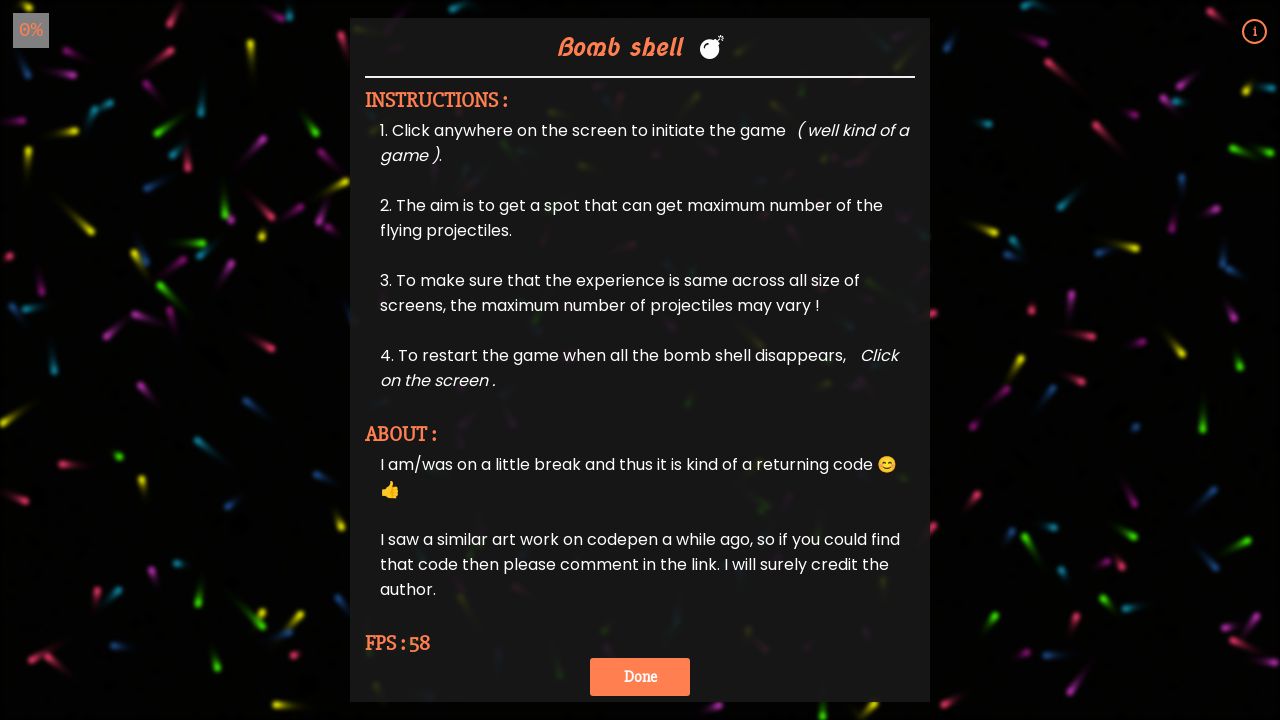 0%
i
Bomb shell 💣
INSTRUCTIONS :
1. Click anywhere on the screen to initiate the game ( well kind of a
game ).
2. The aim is to get a spot that can get maximum number of the
flying projectiles.
3. To make sure that the experience is same across all size of
screens, the maximum number of projectiles may vary !
4. To restart the game when all the bomb shell disappears, Click
on the screen .
ABOUT :
I am/was on a little break and thus it is kind of a returning code 😊
👍
I saw a similar art work on codepen a while ago, so if you could find
that code then please comment in the link. I will surely credit the
author.
FPS : 58
Done